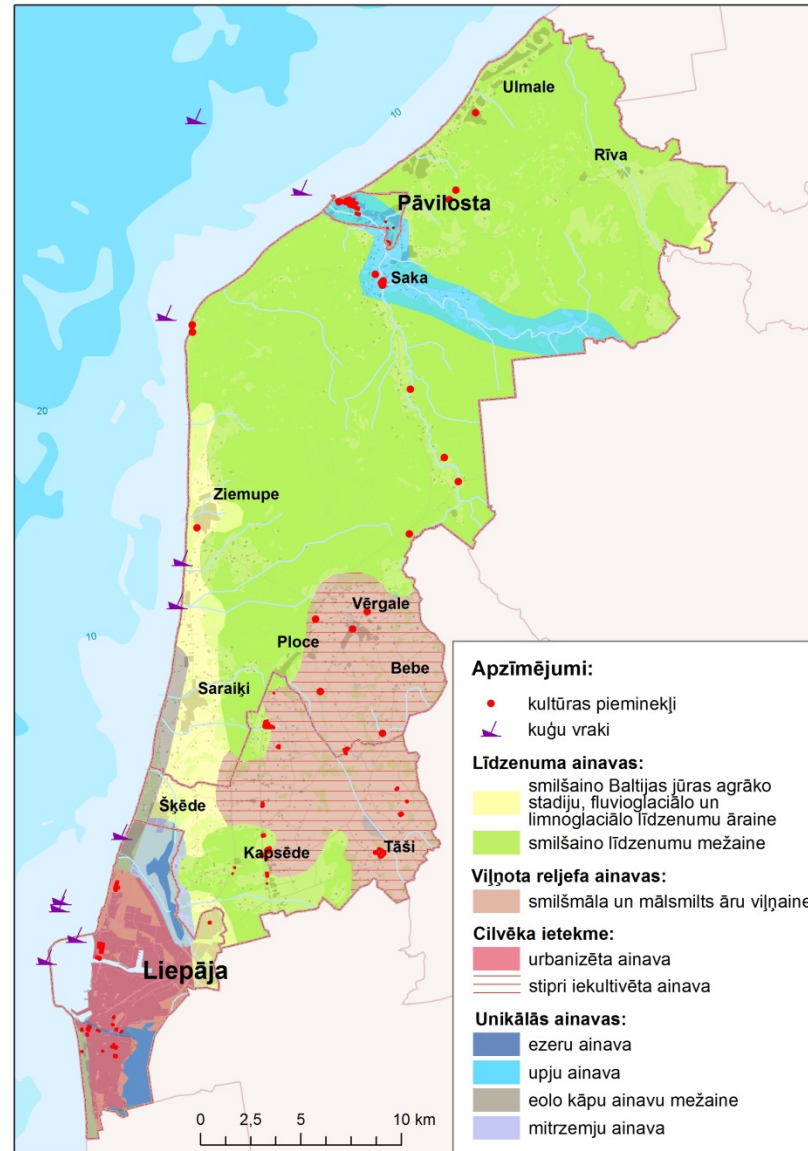 Ulmale
10
Rīva
Pāvilosta
Saka
20
Ziemupe
Vērgale
Ploce
10
Bebe
Saraiķi
Šķēde
Kapsēde
Tāši
Liepāja
0 2,5 5 10 km
Apzīmējumi:
kultūras pieminekļi
kuģu vraki
Līdzenuma ainavas:
smilšaino Baltijas jūras agrāko
stadiju, fluvioglaciālo un
limnoglaciālo līdzenumu āraine
smilšaino līdzenumu mežaine
Viļņota reljefa ainavas:
smilšmāla un mālsmilts āru viļņaine
Cilvēka ietekme:
urbanizēta ainava
stipri iekultivēta ainava
Unikālās ainavas:
ezeru ainava
upju ainava
eolo kāpu ainavu mežaine
mitrzemju ainava